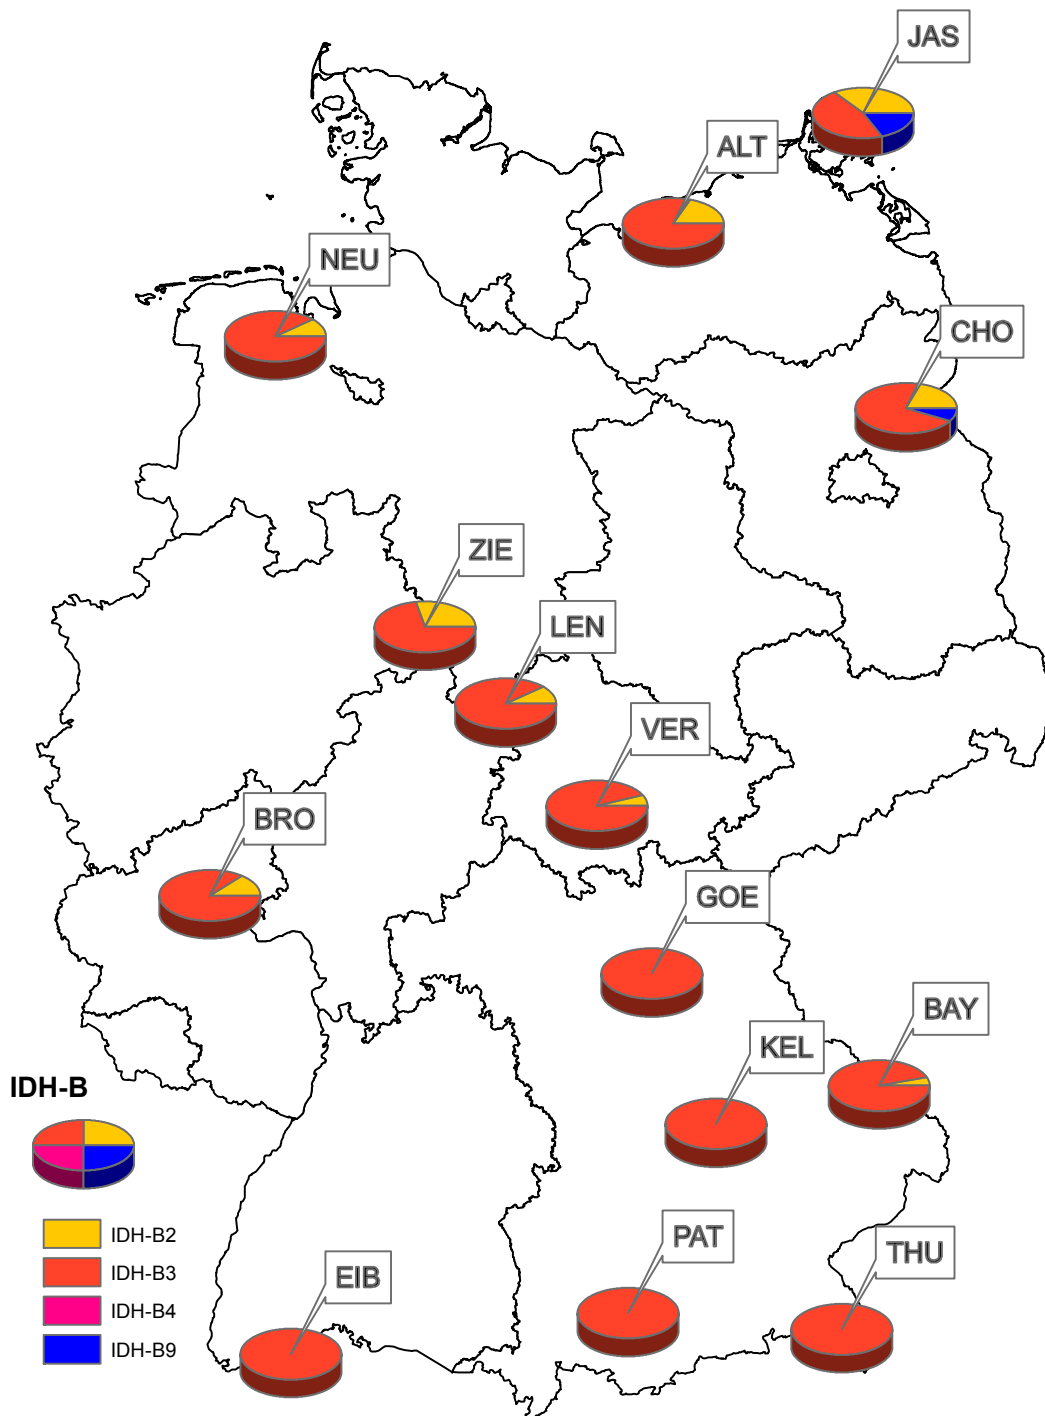 JAS
ALT
NEU
CHO
ZIE
LEN
VER
BRO
GOE
BAY
KEL
IDH-B
IDH-B2
IDH-B3
IDH-B4
IDH-B9
PAT
THU
EIB